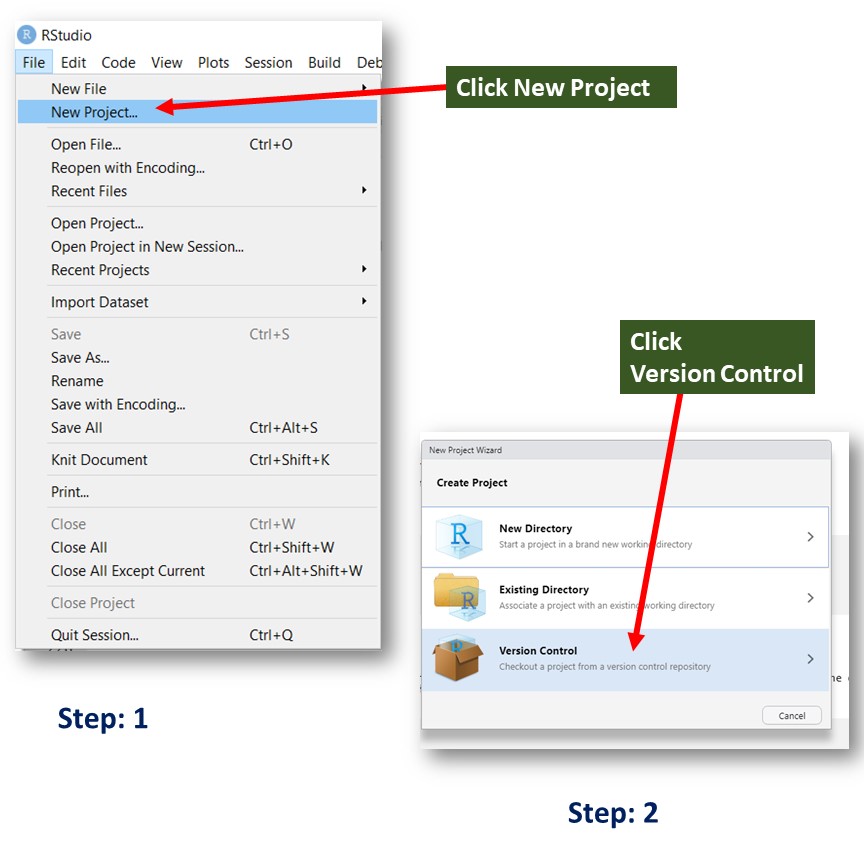 RStudio
File Edit Code View Plots Session Build Deb
New File
New Project...
Open File... Ctrl+O
Reopen with Encoding...
Recent Files
Open Project...
Open Project in New Session...
Recent Projects
Import Dataset
Save Ctrl+S
Save As...
Rename
Save with Encoding...
Save All Ctrl+Alt+S
Knit Document Ctrl+Shift+K
Print...
Close Ctrl+W
Close All Ctrl+Shift+W
Close All Except Current Ctrl+Alt+Shift+W
Close Project
Quit Session... Ctrl+Q
Click New Project
Step: 1
Click
Version Control
New Project Wizard
Create Project
New Directory
Start a project in a brand new working directory
Existing Directory
Associate a project with an existing working directory
Version Control
Checkout a project from a version control repository
Cancel
Step: 2